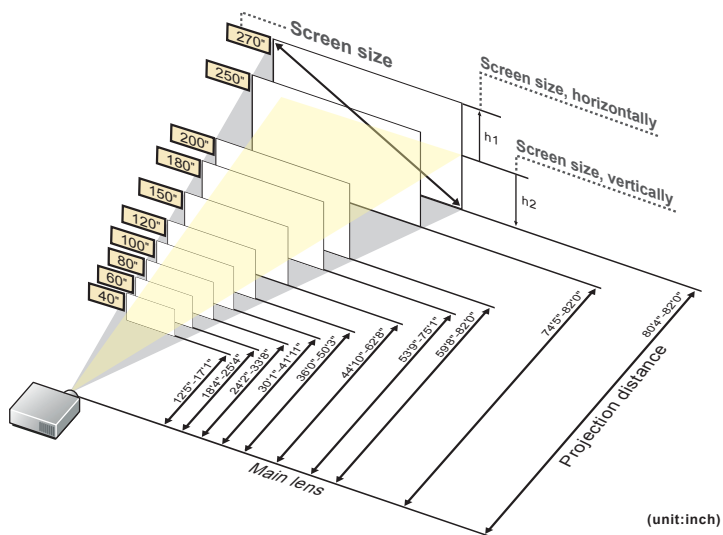 Screen size
270"
250"
200"
180"
150"
120"
100"
80"
60"
40"
Screen size, horizontally
h1
Screen size, vertically
h2
12'5"-17'1"
18'4"-25'4"
24'2"-33'8"
30'1"-41'11"
36'0"-50'3"
44'10"-62'8"
53'9"-75'1"
59'8"-82'0"
74'5"-82'0"
80'4"-82'0"
Projection distance
Main lens
(unit:inch)